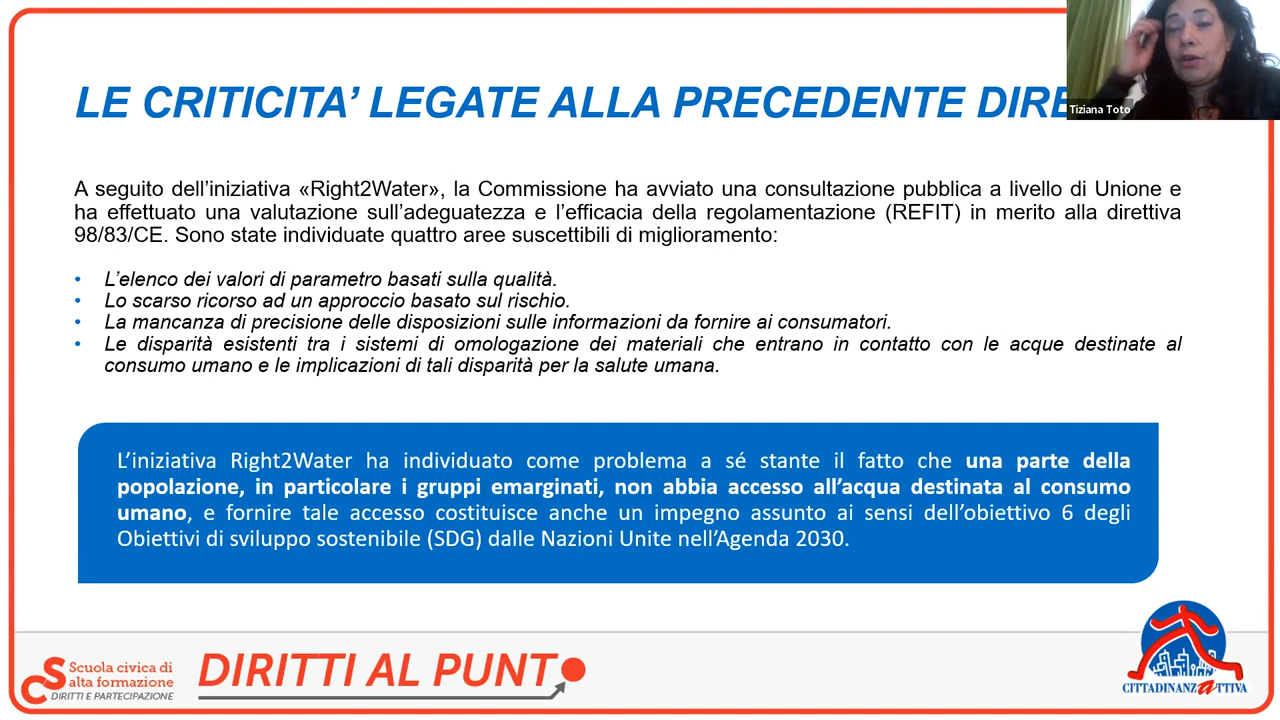 LE CRITICITA’ LEGATE ALLA PRECEDENTE DIRE
Tiziana Toto
A seguito dell’iniziativa «Right2Water», la Commissione ha avviato una consultazione pubblica a livello di Unione e
ha effettuato una valutazione sull’adeguatezza e l’efficacia della regolamentazione (REFIT) in merito alla direttiva
98/83/CE. Sono state individuate quattro aree suscettibili di miglioramento:
• L’elenco dei valori di parametro basati sulla qualità.
• Lo scarso ricorso ad un approccio basato sul rischio.
• La mancanza di precisione delle disposizioni sulle informazioni da fornire ai consumatori.
• Le disparità esistenti tra i sistemi di omologazione dei materiali che entrano in contatto con le acque destinate al
consumo umano e le implicazioni di tali disparità per la salute umana.
L’iniziativa Right2Water ha individuato come problema a sé stante il fatto che una parte della
popolazione, in particolare i gruppi emarginati, non abbia accesso all’acqua destinata al consumo
umano, e fornire tale accesso costituisce anche un impegno assunto ai sensi dell’obiettivo 6 degli
Obiettivi di sviluppo sostenibile (SDG) dalle Nazioni Unite nell’Agenda 2030.
CS Scuola civica di
alta formazione
DIRITTI E PARTECIPAZIONE
DIRITTI AL PUNTO
CITTADINANZATTIVA